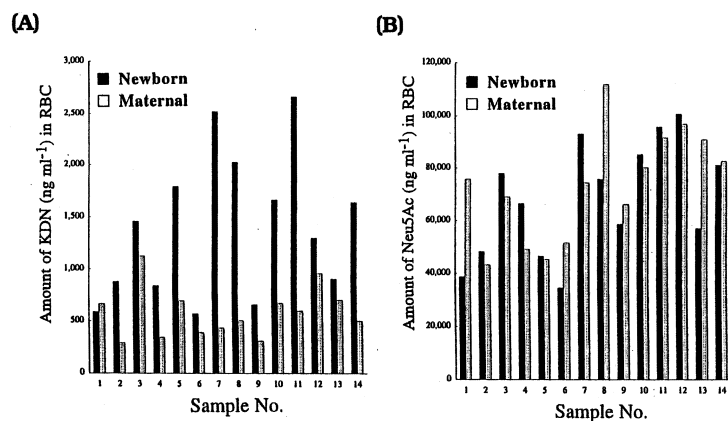 (A)
Amount of KDN (ng ml⁻¹) in RBC
3,000
2,500
2,000
1,500
1,000
500
0
Newborn
Maternal
1 2 3 4 5 6 7 8 9 10 11 12 13 14
Sample No.
(B)
Amount of Neu5Ac (ng ml⁻¹) in RBC
120,000
100,000
80,000
60,000
40,000
20,000
0
Newborn
Maternal
1 2 3 4 5 6 7 8 9 10 11 12 13 14
Sample No.